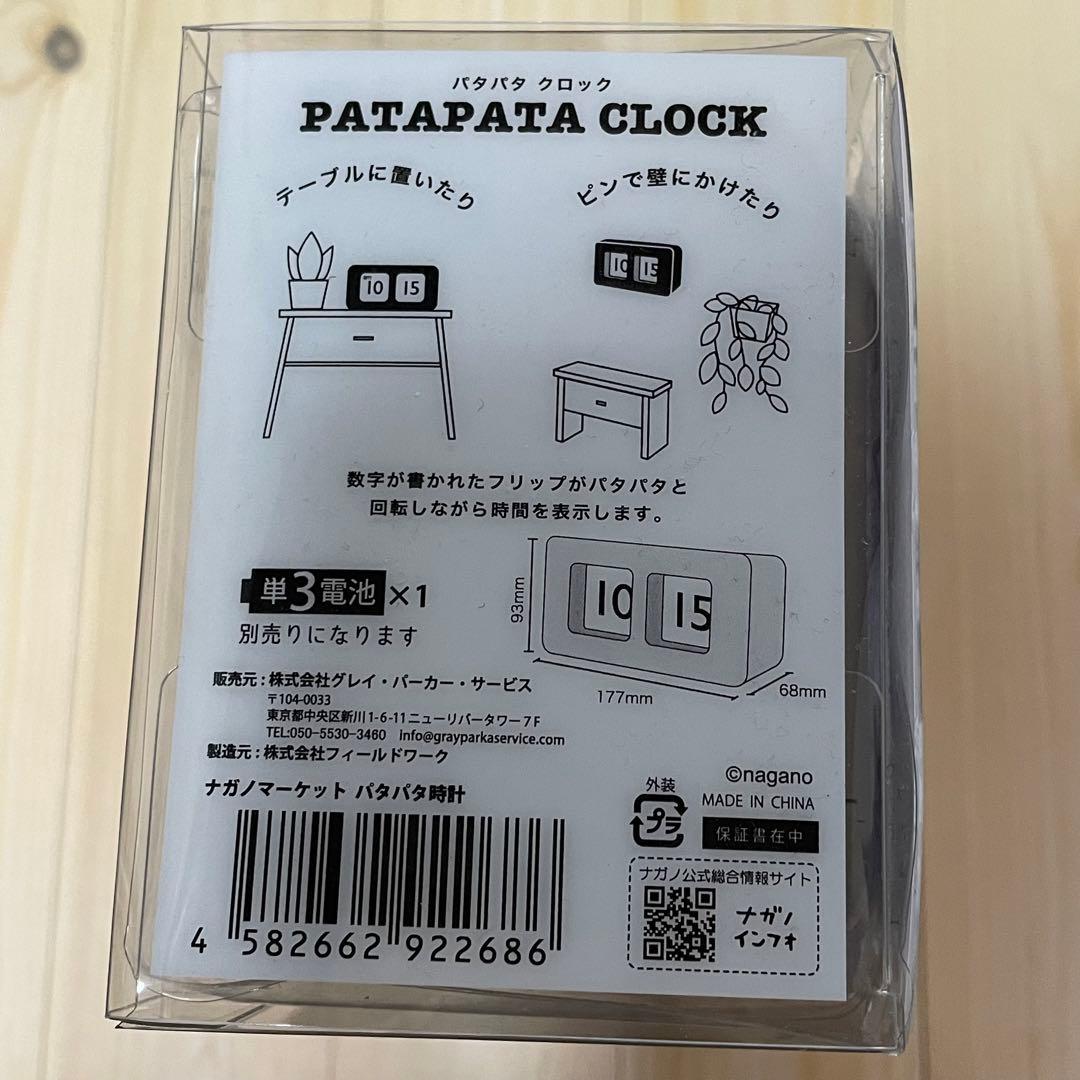 パタパタ クロック
PATAPATA CLOCK
テーブルに置いたり
ピンで壁にかけたり
am
10 15
10 15
数字が書かれたフリップがパタパタと
回転しながら時間を表示します。
単3電池 ×1
別売りになります
93mm
10 15
177mm
68mm
販売元：株式会社グレイ・パーカー・サービス
〒104-0033
東京都中央区新川1-6-11ニューリバータワー7F
TEL:050-5530-3460 info@grayparkaservice.com
製造元：株式会社フィールドワーク
ナガノマーケット パタパタ時計
4 582662 922686
©nagano
外装
プラ
MADE IN CHINA
保証書在中
ナガノ公式総合情報サイト
ナガノ
インフォ